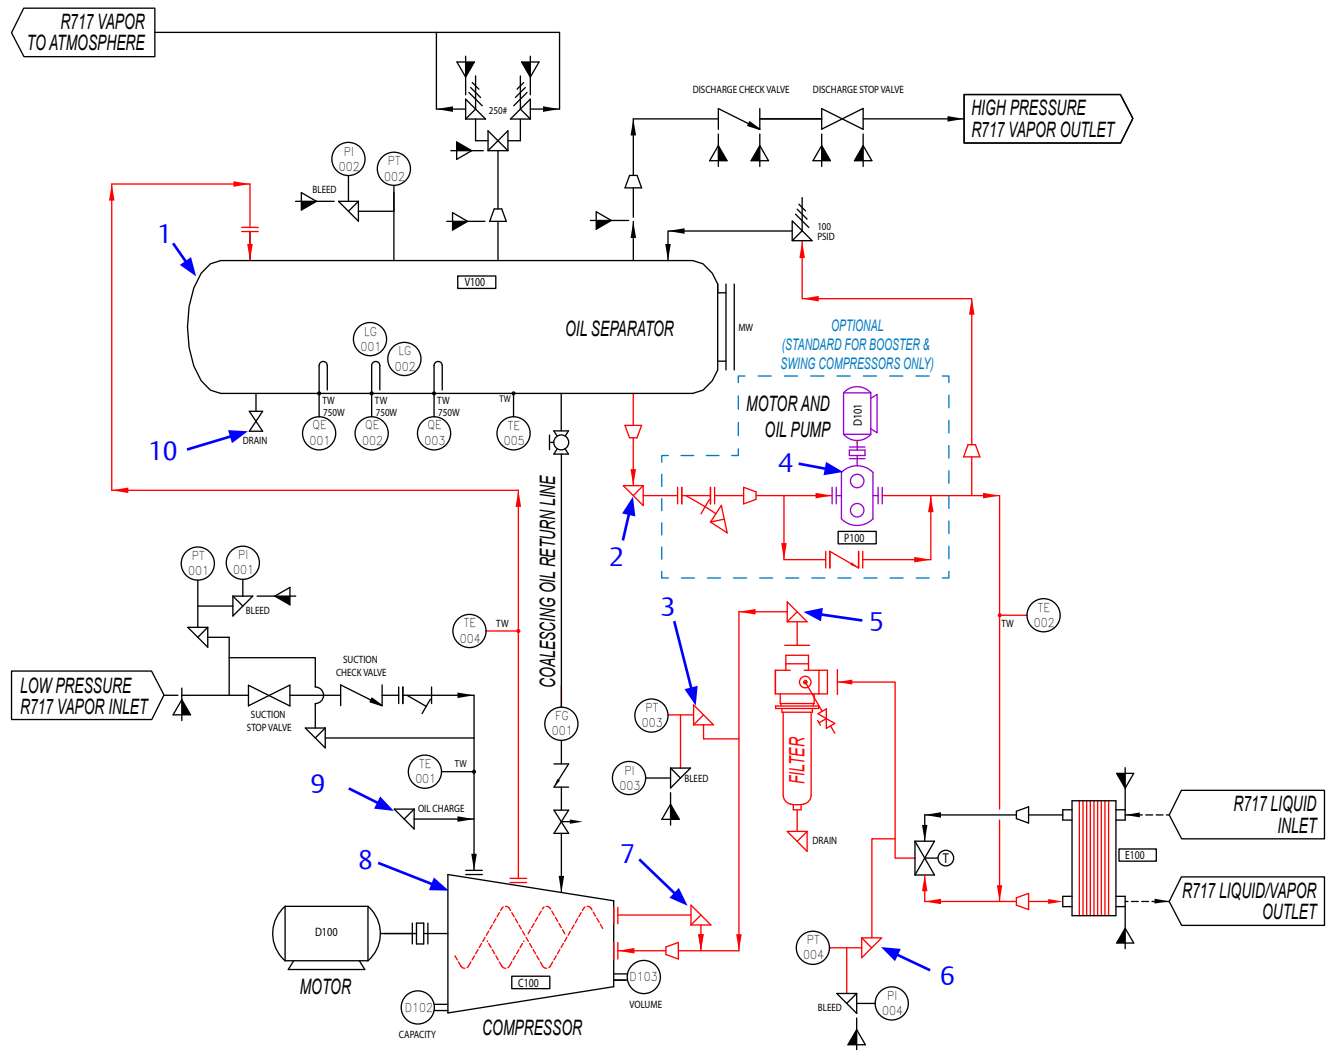 R717 VAPOR
TO ATMOSPHERE
250#
DISCHARGE CHECK VALVE
DISCHARGE STOP VALVE
HIGH PRESSURE
R717 VAPOR OUTLET
PI
002
PT
002
BLEED
1
100
PSID
V100
OIL SEPARATOR
MW
LG
001
LG
002
OPTIONAL
(STANDARD FOR BOOSTER &
SWING COMPRESSORS ONLY)
TW
750W
TW
750W
TW
750W
TW
QE
001
QE
002
QE
003
TE
005
10
DRAIN
MOTOR AND
OIL PUMP
D101
4
2
P100
COALESCING OIL RETURN LINE
PT
001
PI
001
BLEED
3
5
TE
002
TW
TE
004
TW
LOW PRESSURE
R717 VAPOR INLET
SUCTION
CHECK VALVE
SUCTION
STOP VALVE
FG
001
PT
003
PI
003
BLEED
FILTER
DRAIN
TE
001
TW
9
OIL CHARGE
R717 LIQUID
INLET
T
E100
R717 LIQUID/VAPOR
OUTLET
8
7
D100
MOTOR
C100
D103
VOLUME
D102
CAPACITY
COMPRESSOR
PT
004
6
BLEED
PI
004